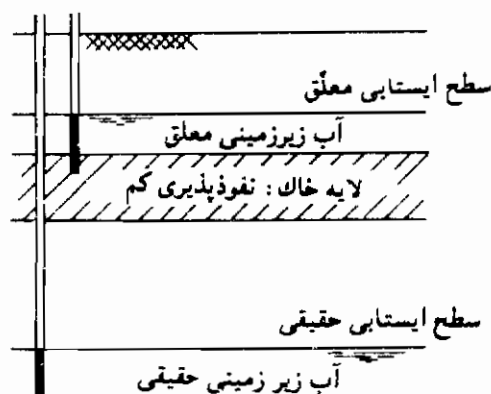 سطح ایستابی معلّق
آب زیرزمینی معلق
لایه خاك : نفوذپذیری کم
سطح ایستابی حقیقی
آب زیر زمینی حقیقی